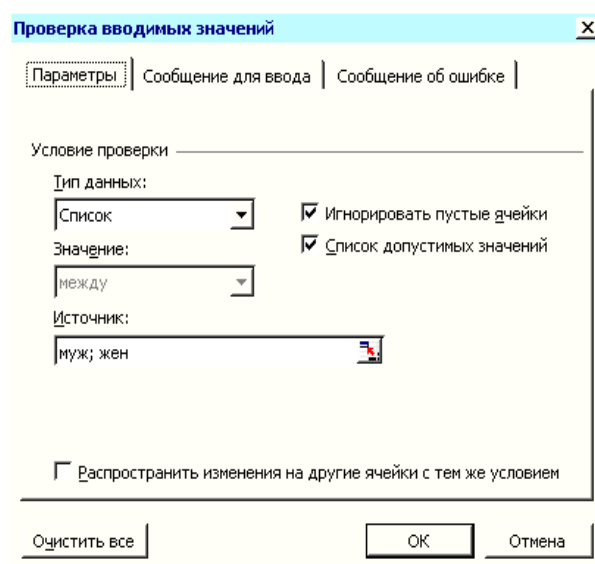 Проверка вводимых значений
Параметры Сообщение для ввода Сообщение об ошибке
Условие проверки
Тип данных:
Список Игнорировать пустые ячейки
Значение: Список допустимых значений
между
Источник:
муж; жен
Распространить изменения на другие ячейки с тем же условием
Очистить все ОК Отмена